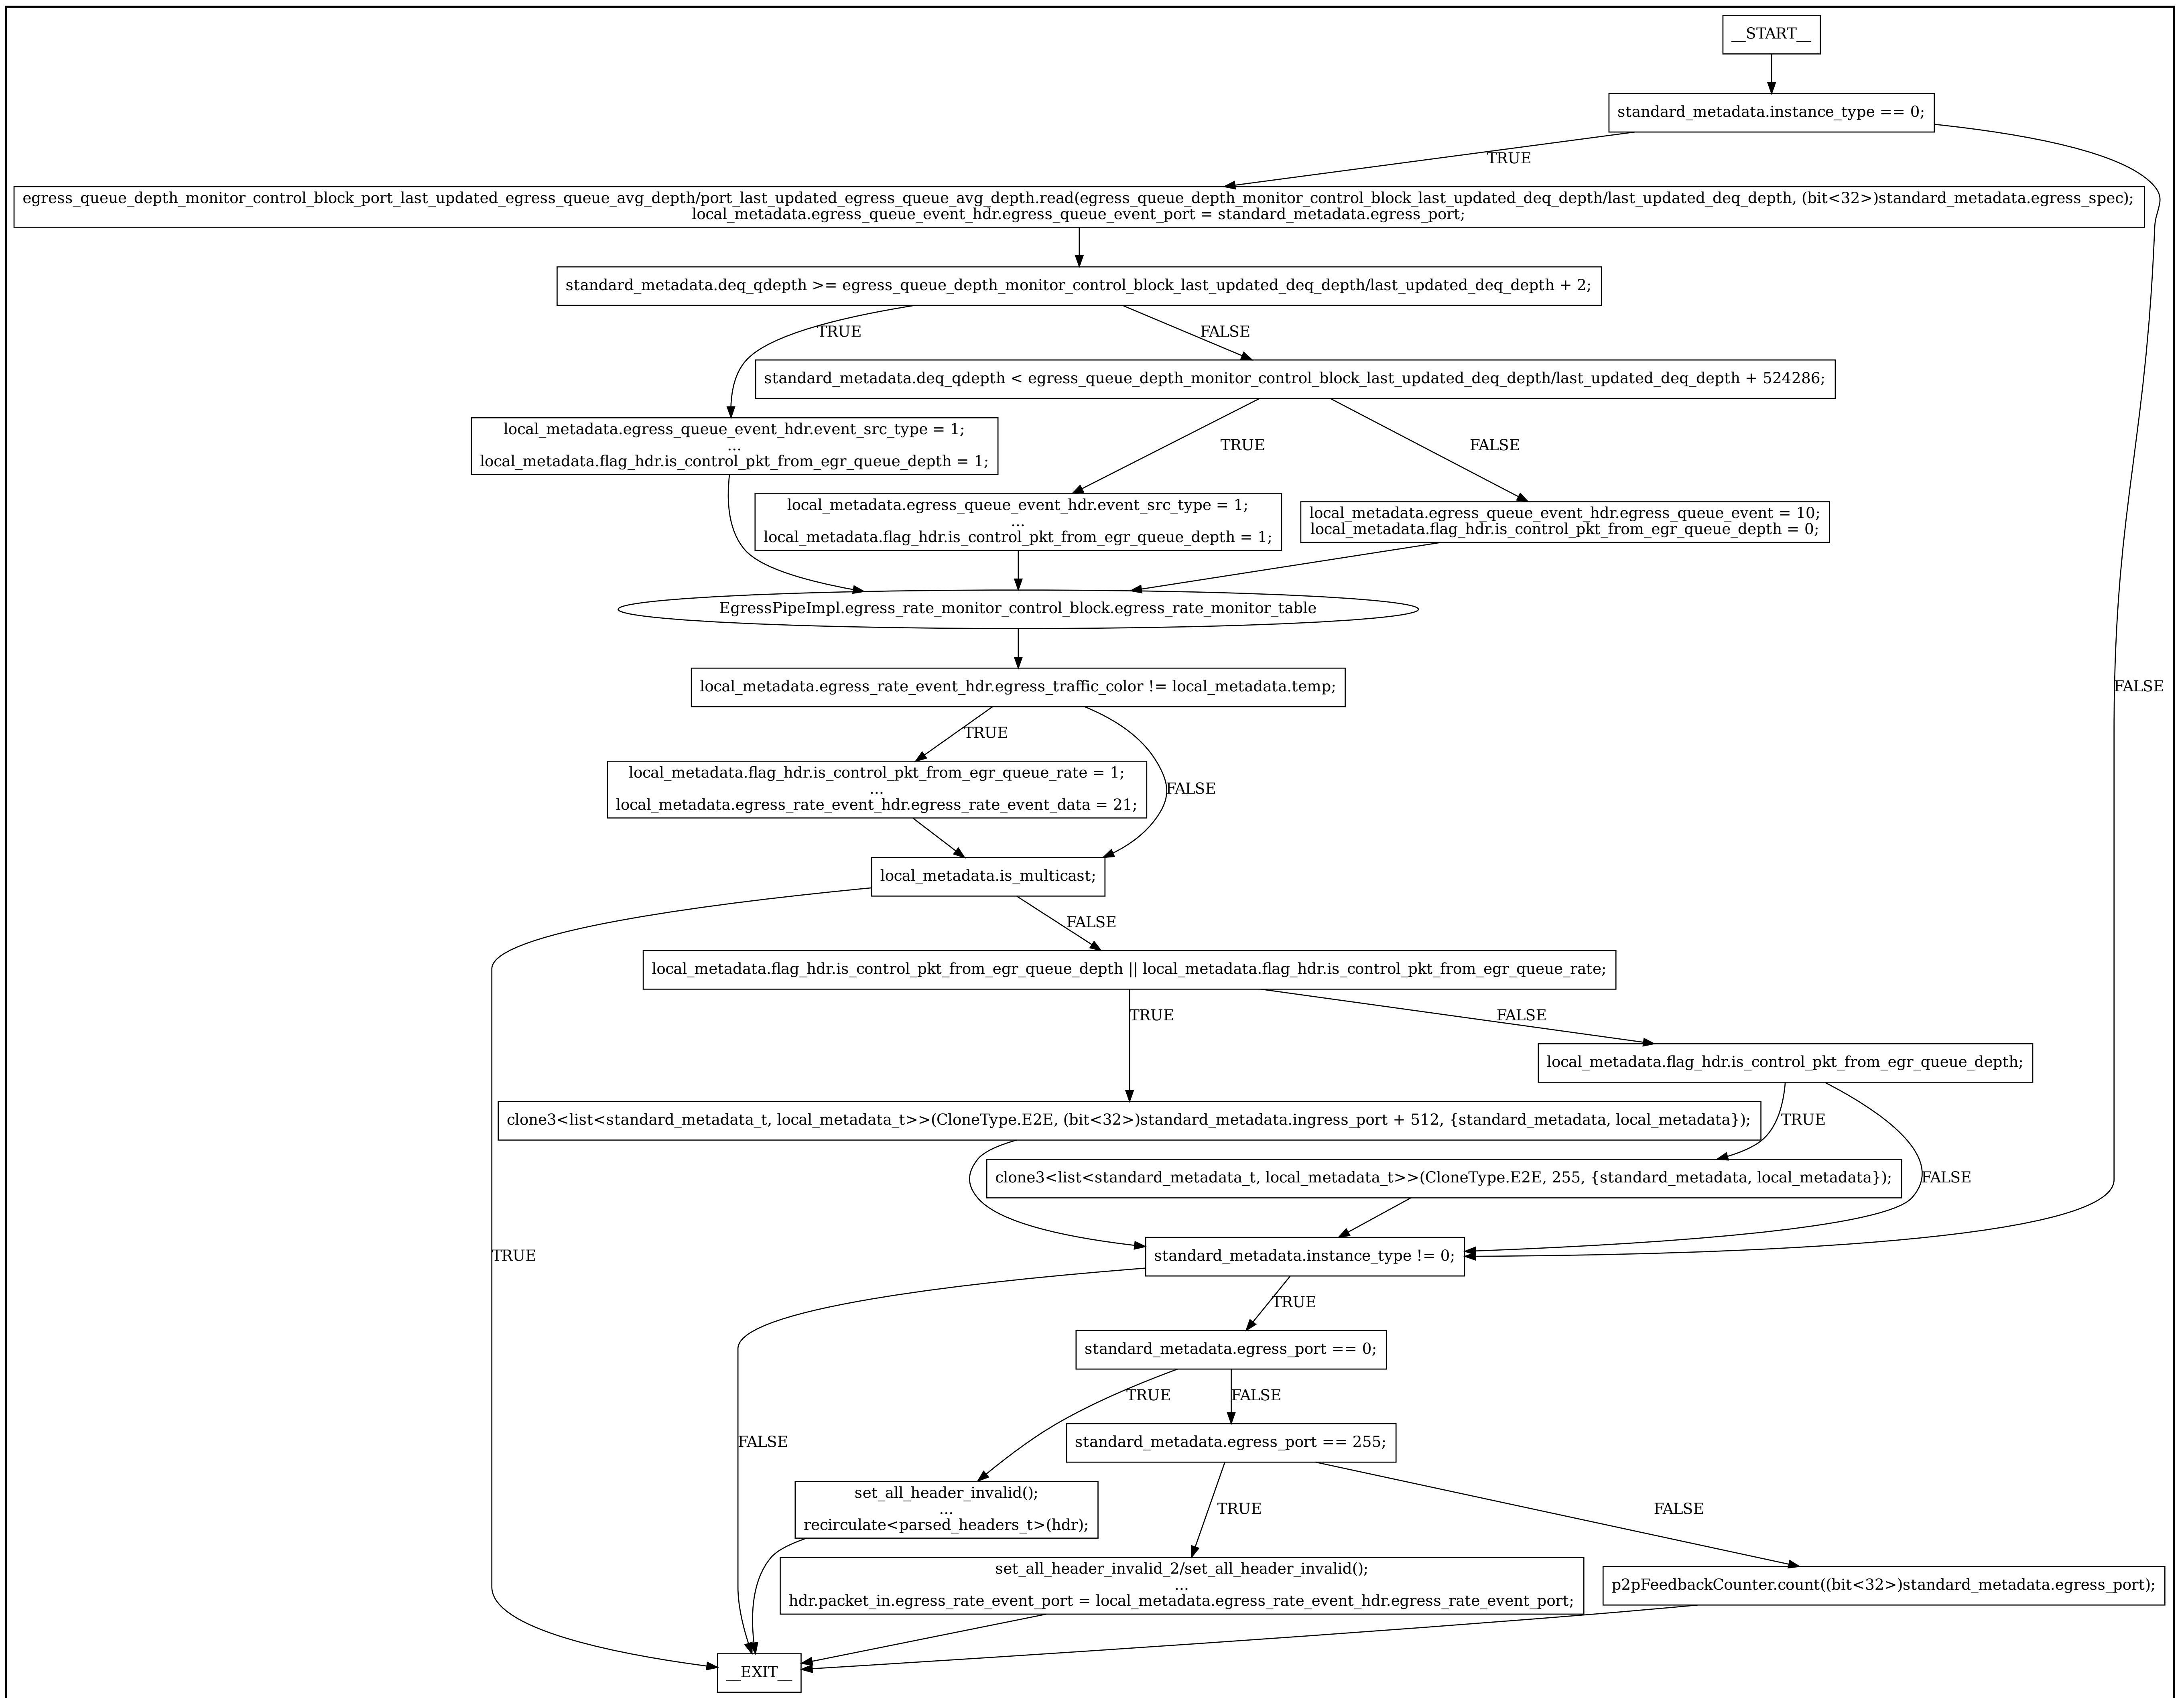 __START__
standard_metadata.instance_type == 0;
TRUE
egress_queue_depth_monitor_control_block_port_last_updated_egress_queue_avg_depth/port_last_updated_egress_queue_avg_depth.read(egress_queue_depth_monitor_control_block_last_updated_deq_depth/last_updated_deq_depth, (bit<32>)standard_metadata.egress_spec);
local_metadata.egress_queue_event_hdr.egress_queue_event_port = standard_metadata.egress_port;
standard_metadata.deq_qdepth >= egress_queue_depth_monitor_control_block_last_updated_deq_depth/last_updated_deq_depth + 2;
TRUE
FALSE
standard_metadata.deq_qdepth < egress_queue_depth_monitor_control_block_last_updated_deq_depth/last_updated_deq_depth + 524286;
local_metadata.egress_queue_event_hdr.event_src_type = 1;
...
local_metadata.flag_hdr.is_control_pkt_from_egr_queue_depth = 1;
TRUE
FALSE
local_metadata.egress_queue_event_hdr.event_src_type = 1;
...
local_metadata.flag_hdr.is_control_pkt_from_egr_queue_depth = 1;
local_metadata.egress_queue_event_hdr.egress_queue_event = 10;
local_metadata.flag_hdr.is_control_pkt_from_egr_queue_depth = 0;
EgressPipeImpl.egress_rate_monitor_control_block.egress_rate_monitor_table
local_metadata.egress_rate_event_hdr.egress_traffic_color != local_metadata.temp;
FALSE
TRUE
local_metadata.flag_hdr.is_control_pkt_from_egr_queue_rate = 1;
...
local_metadata.egress_rate_event_hdr.egress_rate_event_data = 21;
FALSE
local_metadata.is_multicast;
FALSE
local_metadata.flag_hdr.is_control_pkt_from_egr_queue_depth || local_metadata.flag_hdr.is_control_pkt_from_egr_queue_rate;
TRUE
FALSE
local_metadata.flag_hdr.is_control_pkt_from_egr_queue_depth;
clone3<list<standard_metadata_t, local_metadata_t>>(CloneType.E2E, (bit<32>)standard_metadata.ingress_port + 512, {standard_metadata, local_metadata});
TRUE
clone3<list<standard_metadata_t, local_metadata_t>>(CloneType.E2E, 255, {standard_metadata, local_metadata});
FALSE
TRUE
standard_metadata.instance_type != 0;
TRUE
standard_metadata.egress_port == 0;
TRUE
FALSE
FALSE
standard_metadata.egress_port == 255;
set_all_header_invalid();
...
recirculate<parsed_headers_t>(hdr);
TRUE
FALSE
set_all_header_invalid_2/set_all_header_invalid();
...
hdr.packet_in.egress_rate_event_port = local_metadata.egress_rate_event_hdr.egress_rate_event_port;
p2pFeedbackCounter.count((bit<32>)standard_metadata.egress_port);
__EXIT__